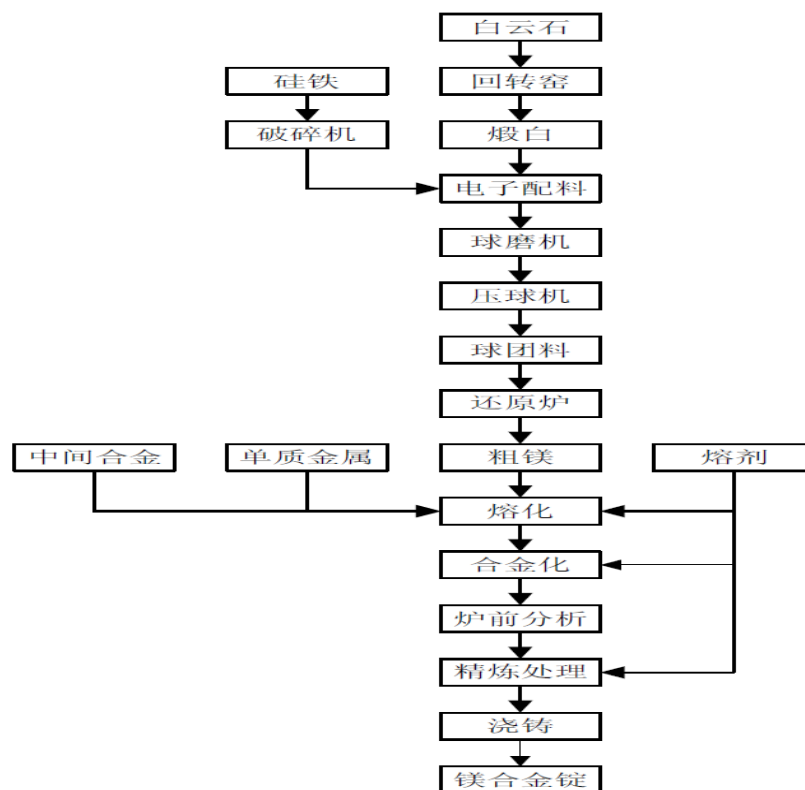 白云石
硅铁
回转窑
破碎机
煅白
电子配料
球磨机
压球机
球团料
还原炉
中间合金
单质金属
粗镁
熔剂
熔化
合金化
炉前分析
精炼处理
浇铸
镁合金锭